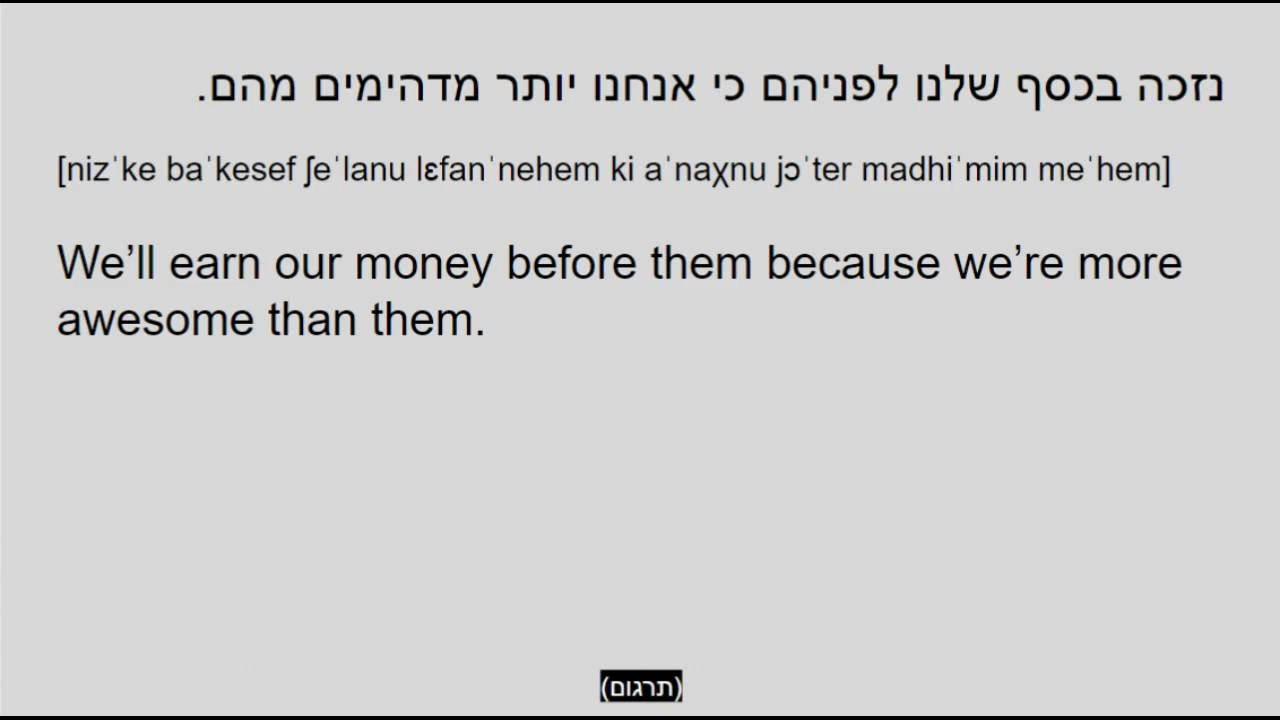 נזכה בכסף שלנו לפניהם כי אנחנו יותר מדהימים מהם.
[nizˈke baˈkesef ʃeˈlanu lɛfanˈnehem ki aˈnaχnu jɔˈter madhiˈmim meˈhem]
We’ll earn our money before them because we’re more
awesome than them.
(תרגום)